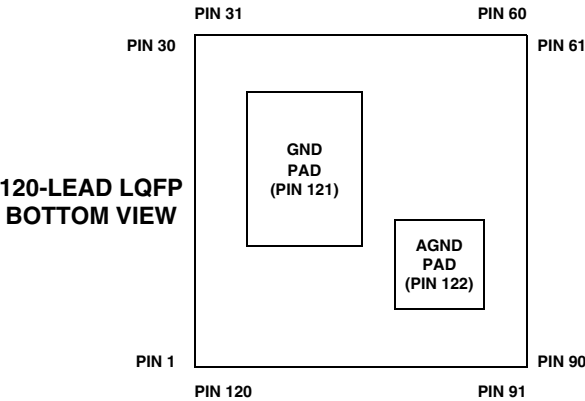 PIN 31
PIN 60
PIN 30
PIN 61
GND
PAD
(PIN 121)
120-LEAD LQFP
BOTTOM VIEW
AGND
PAD
(PIN 122)
PIN 1
PIN 90
PIN 120
PIN 91